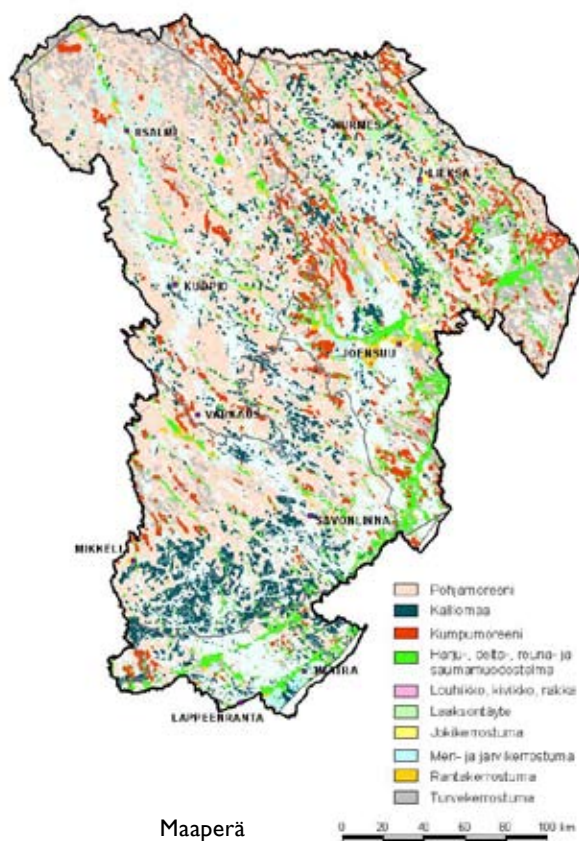 NURMES
IISALMI
LIEKSA
KUOPIO
JOENSUU
VARKAUS
SAVONLINNA
MIKKELI
IMATRA
LAPPEENRANTA
Pohjamoreeni
Kalliomaa
Kumpumoreeni
Harju-, delta-, reuna- ja
saumamuodostelma
Louhikko, kivikko, rakka
Laaksontäyte
Jokikerrostuma
Meri- ja järvikerrostuma
Rantakerrostuma
Turvekerrostuma
Maaperä
0 20 40 60 80 100 km